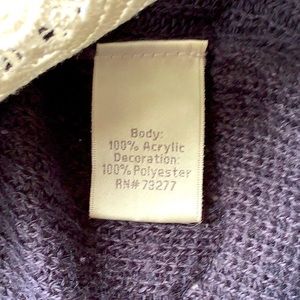 Body:
100% Acrylic
Decoration:
100% Polyester
RN# 73277